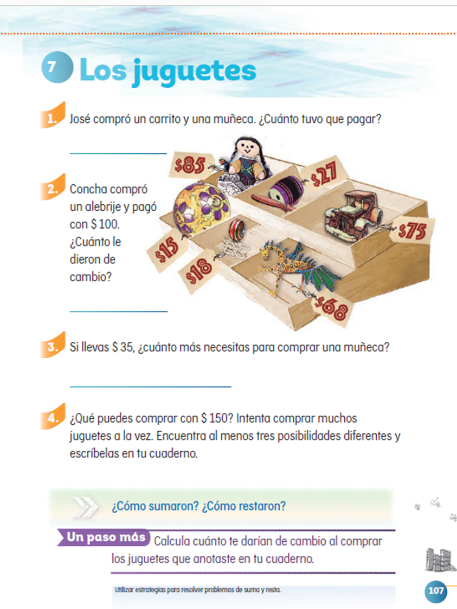 7 Los juguetes
1. José compró un carrito y una muñeca. ¿Cuánto tuvo que pagar?
$85
$27
2. Concha compró
un alebrije y pagó
con $ 100.
¿Cuánto le
dieron de
cambio?
$15
$18
$75
$68
3. Si llevas $ 35, ¿cuánto más necesitas para comprar una muñeca?
4. ¿Qué puedes comprar con $ 150? Intenta comprar muchos
juguetes a la vez. Encuentra al menos tres posibilidades diferentes y
escríbelas en tu cuaderno.
¿Cómo sumaron? ¿Cómo restaron?
Un paso más Calcula cuánto te darían de cambio al comprar
los juguetes que anotaste en tu cuaderno.
Utilizar estrategias para resolver problemas de suma y resta.
107